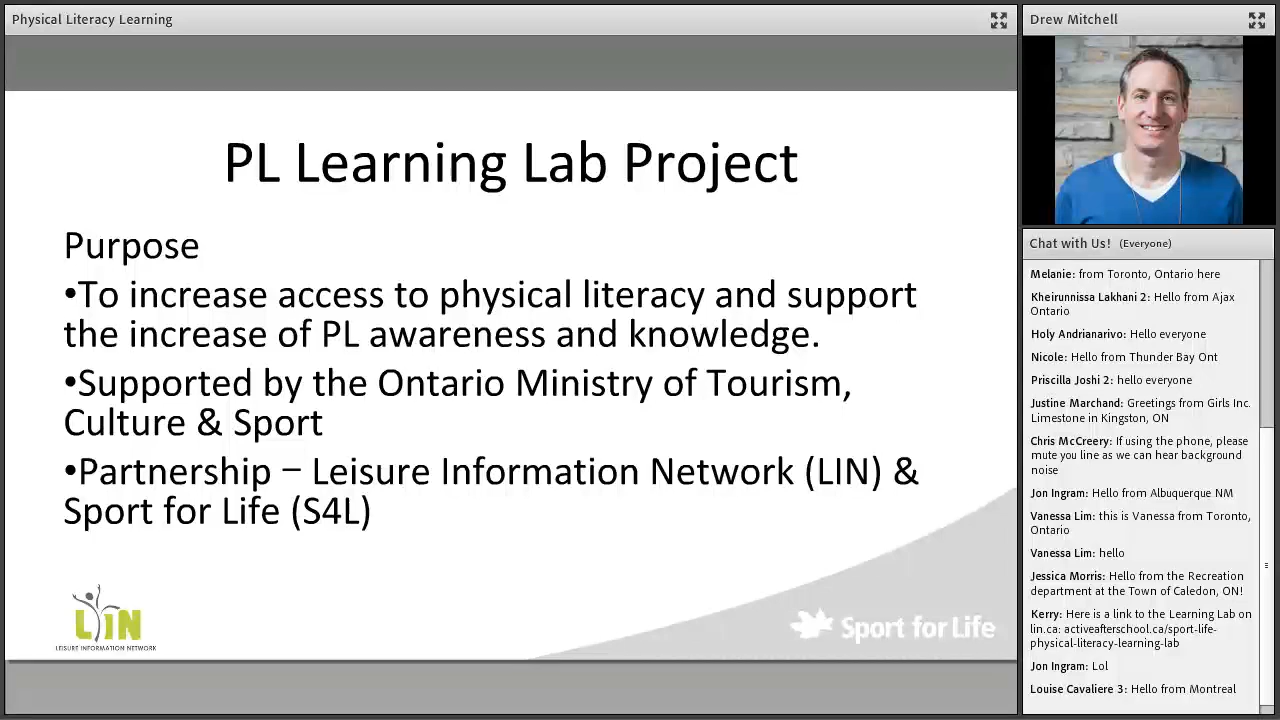 Physical Literacy Learning
PL Learning Lab Project
Purpose
•To increase access to physical literacy and support
the increase of PL awareness and knowledge.
•Supported by the Ontario Ministry of Tourism,
Culture & Sport
•Partnership – Leisure Information Network (LIN) &
Sport for Life (S4L)
LIN
LEISURE INFORMATION NETWORK
Sport for Life
Drew Mitchell
Chat with Us! (Everyone)
Melanie: from Toronto, Ontario here
Kheirunnissa Lakhani 2: Hello from Ajax
Ontario
Holy Andrianarivo: Hello everyone
Nicole: Hello from Thunder Bay Ont
Priscilla Joshi 2: hello everyone
Justine Marchand: Greetings from Girls Inc.
Limestone in Kingston, ON
Chris McCreery: If using the phone, please
mute you line as we can hear background
noise
Jon Ingram: Hello from Albuquerque NM
Vanessa Lim: this is Vanessa from Toronto,
Ontario
Vanessa Lim: hello
Jessica Morris: Hello from the Recreation
department at the Town of Caledon, ON!
Kerry: Here is a link to the Learning Lab on
lin.ca: activeafterschool.ca/sport-life-
physical-literacy-learning-lab
Jon Ingram: Lol
Louise Cavaliere 3: Hello from Montreal